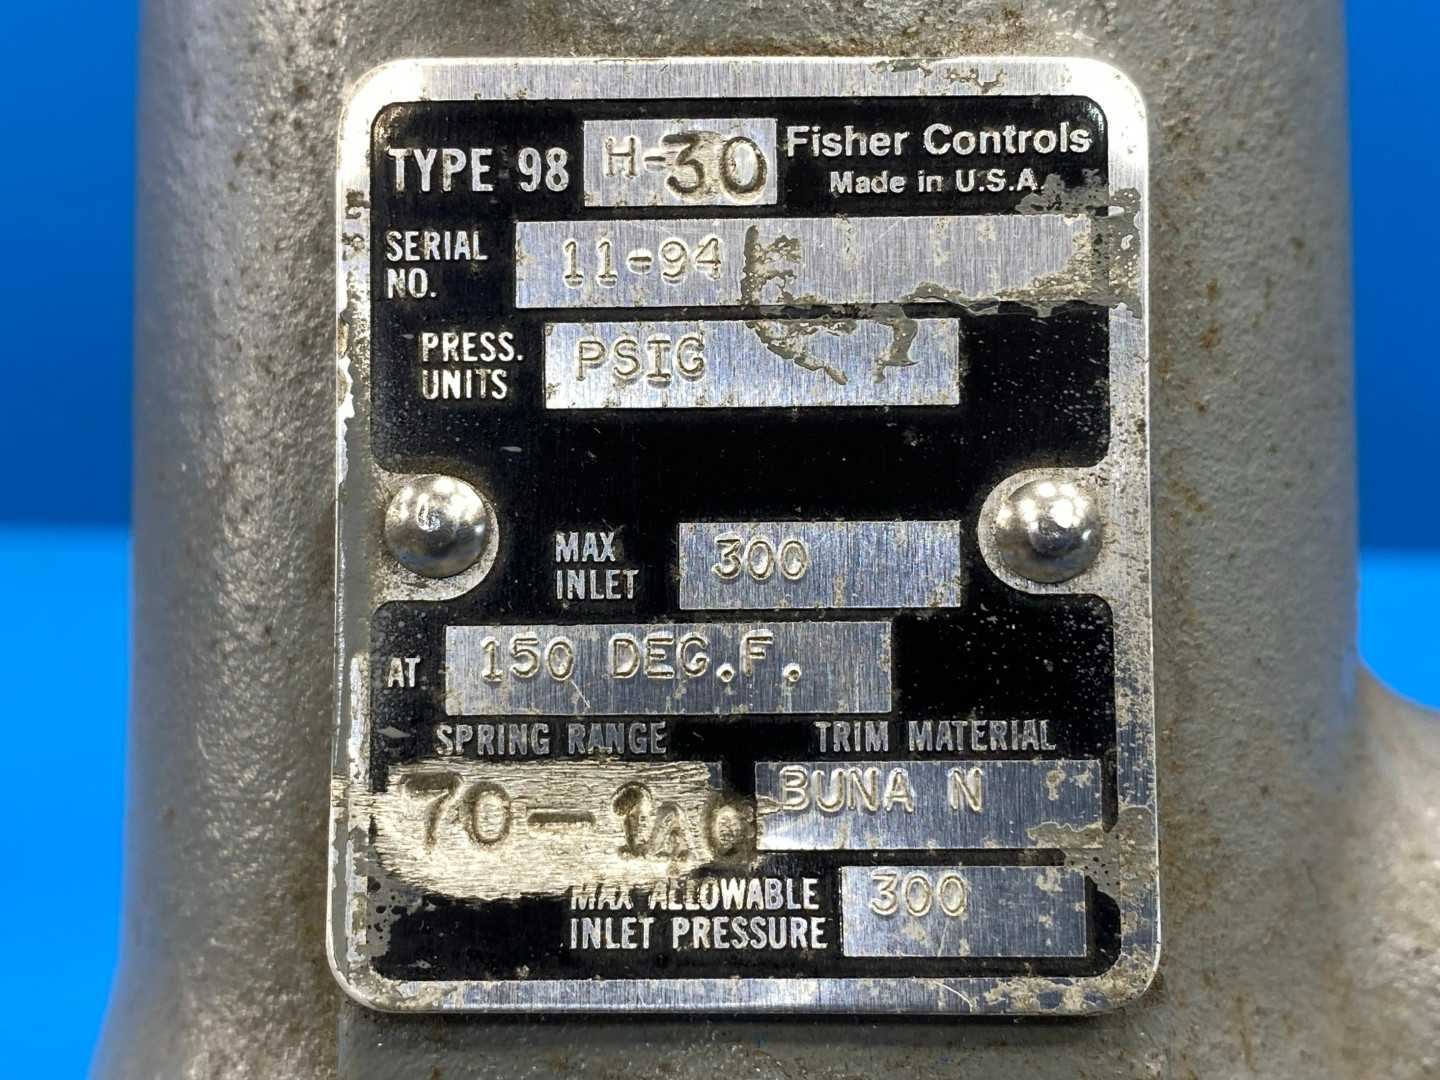 TYPE 98 H-30 Fisher Controls
Made in U.S.A.
SERIAL NO. 11-94
PRESS. UNITS PSIG
MAX INLET 300
AT 150 DEG.F.
SPRING RANGE TRIM MATERIAL
70-140 BUNA N
MAX ALLOWABLE
INLET PRESSURE 300